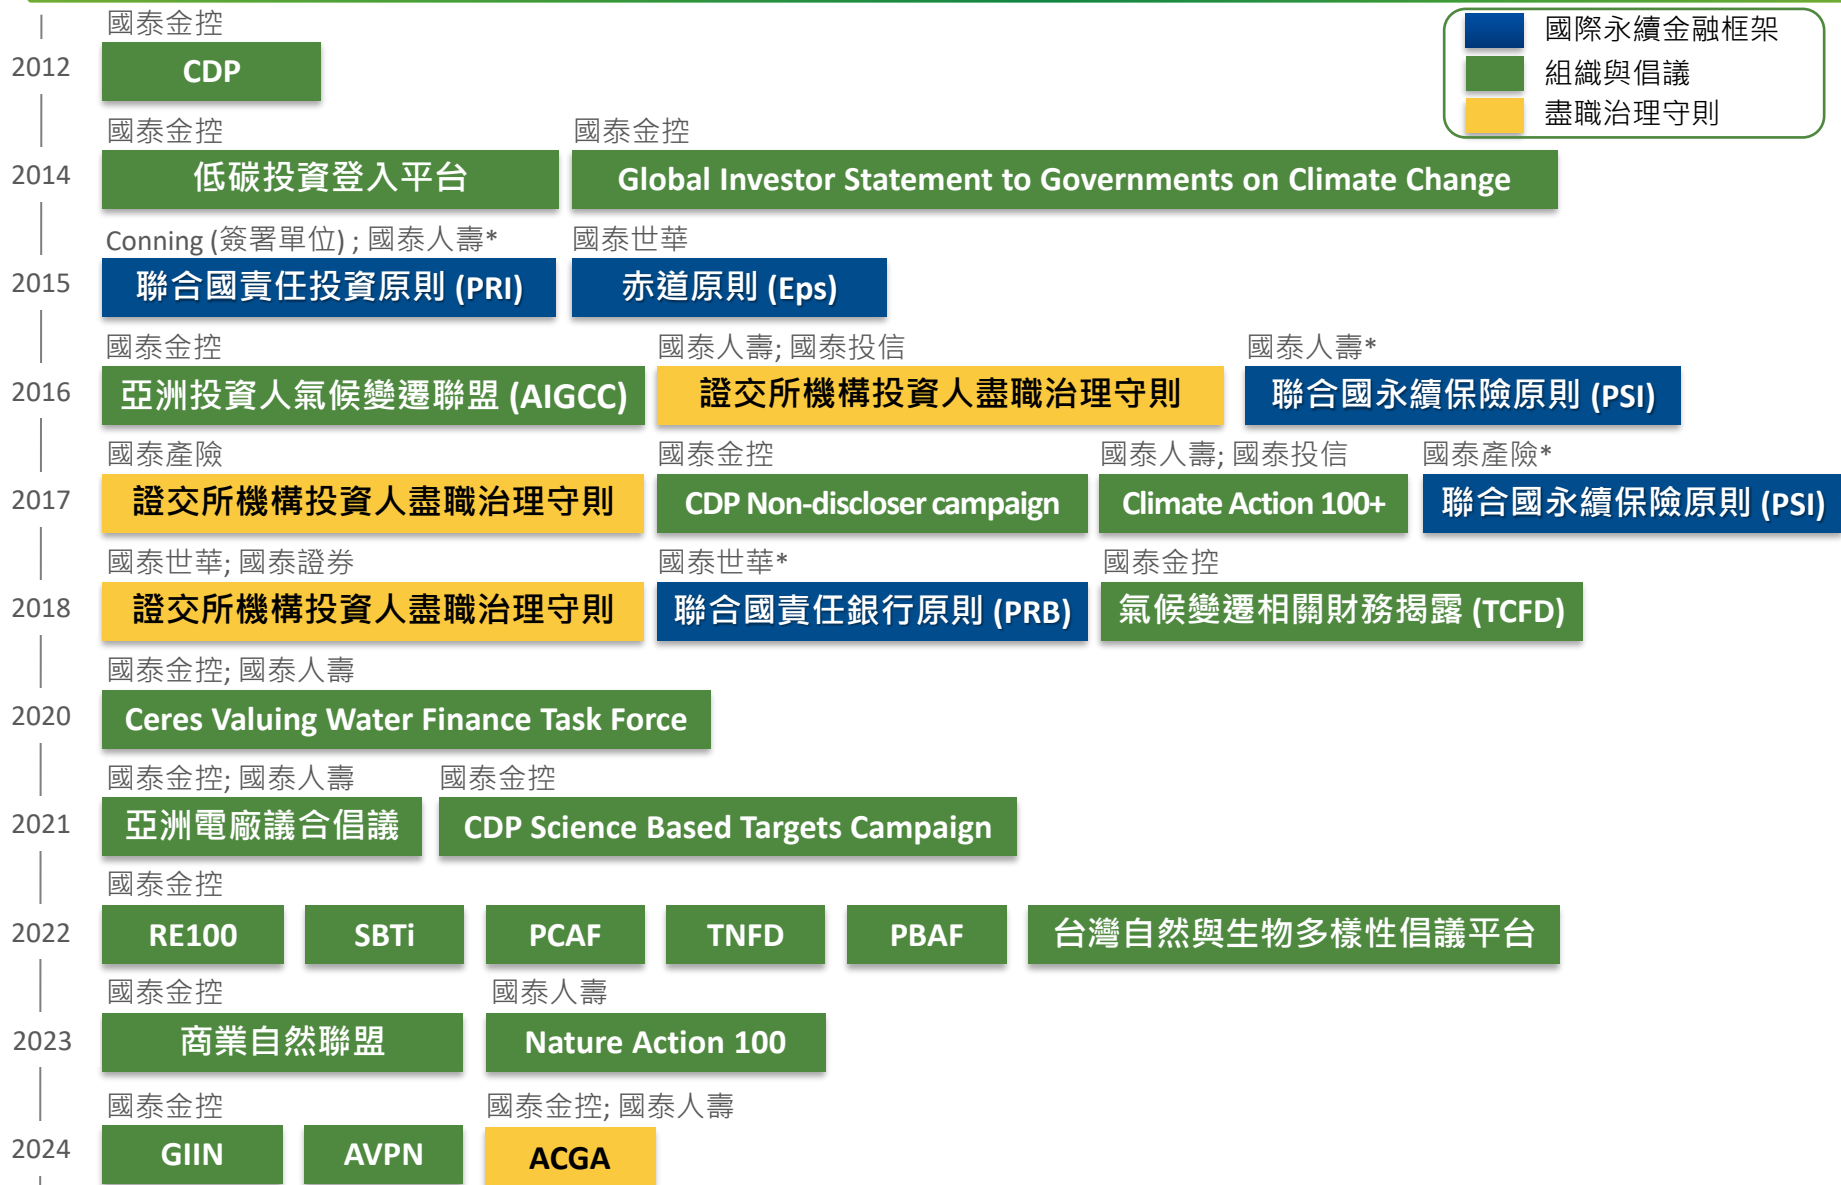 國際永續金融框架
組織與倡議
盡職治理守則
國泰金控
2012 CDP
國泰金控 國泰金控
2014 低碳投資登入平台 Global Investor Statement to Governments on Climate Change
Conning (簽署單位) ; 國泰人壽* 國泰世華
2015 聯合國責任投資原則 (PRI) 赤道原則 (Eps)
國泰金控 國泰人壽; 國泰投信 國泰人壽*
2016 亞洲投資人氣候變遷聯盟 (AIGCC) 證交所機構投資人盡職治理守則 聯合國永續保險原則 (PSI)
國泰產險 國泰金控 國泰人壽; 國泰投信 國泰產險*
2017 證交所機構投資人盡職治理守則 CDP Non-discloser campaign Climate Action 100+ 聯合國永續保險原則 (PSI)
國泰世華; 國泰證券 國泰世華* 國泰金控
2018 證交所機構投資人盡職治理守則 聯合國責任銀行原則 (PRB) 氣候變遷相關財務揭露 (TCFD)
國泰金控; 國泰人壽
2020 Ceres Valuing Water Finance Task Force
國泰金控; 國泰人壽 國泰金控
2021 亞洲電廠議合倡議 CDP Science Based Targets Campaign
國泰金控
2022 RE100 SBTi PCAF TNFD PBAF 台灣自然與生物多樣性倡議平台
國泰金控 國泰人壽
2023 商業自然聯盟 Nature Action 100
國泰金控 國泰金控; 國泰人壽
2024 GIIN AVPN ACGA